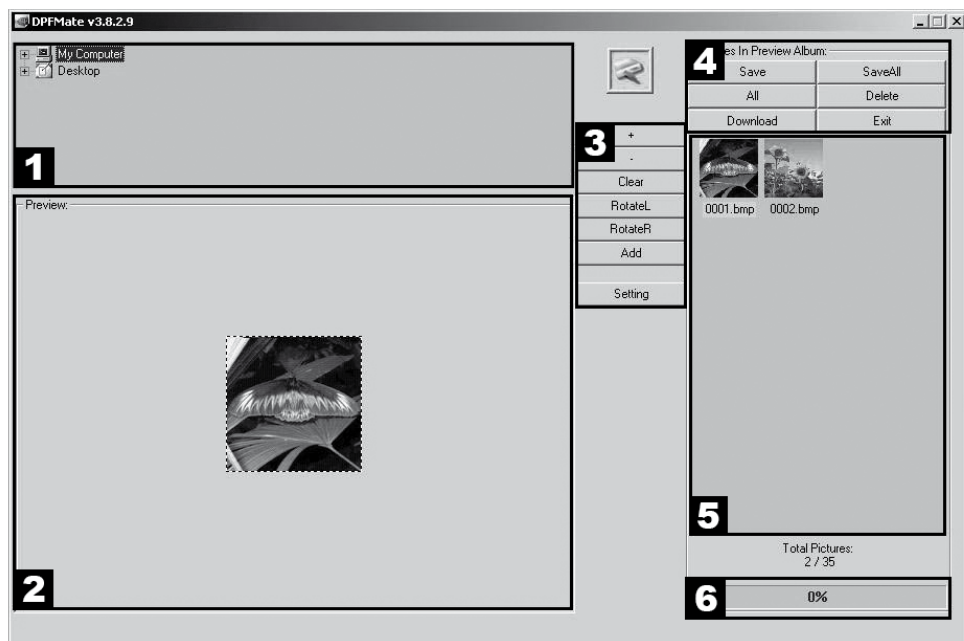 DPFMate v3.8.2.9
My Computer
Desktop
1
Preview:
2
3
+
-
Clear
RotateL
RotateR
Add
Setting
4
es In Preview Album:
Save
SaveAll
All
Delete
Download
Exit
0001.bmp
0002.bmp
5
Total Pictures:
2 / 35
6
0%